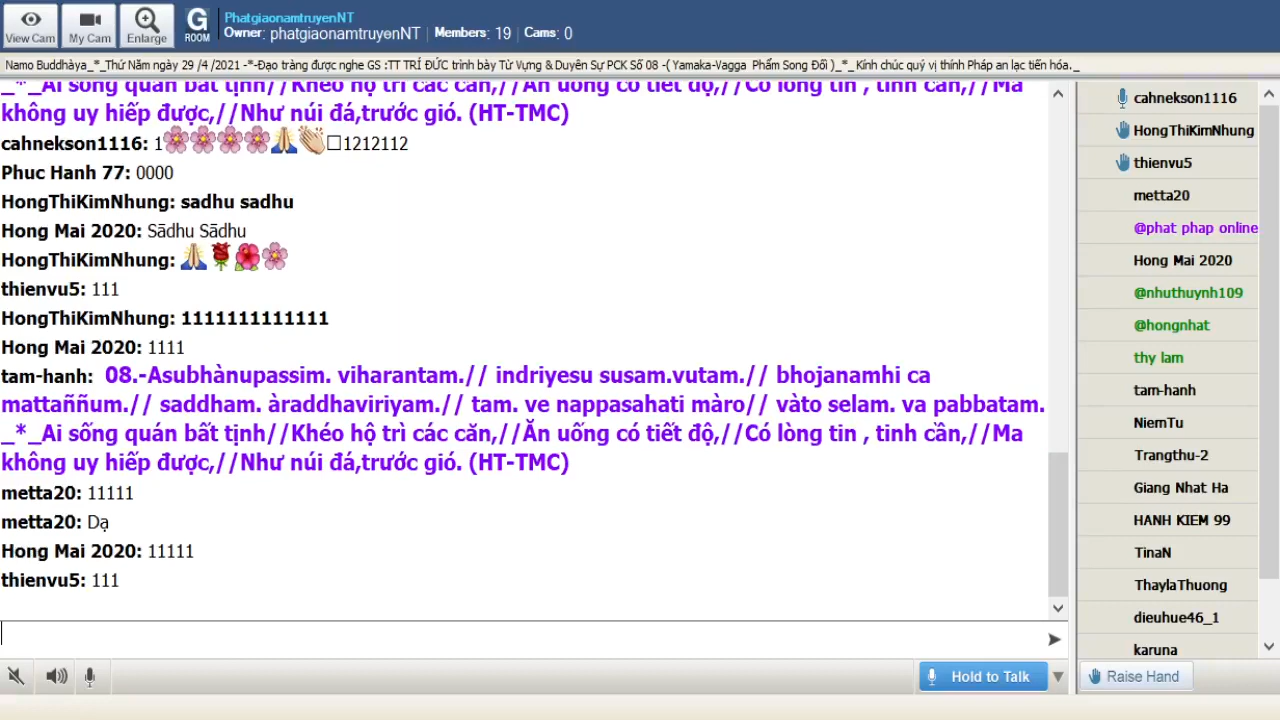 View Cam
My Cam
Enlarge
G
ROOM
PhatgiaonamtruyenNT
Owner: phatgiaonamtruyenNT | Members: 19 | Cams: 0
Namo Buddhàya_*_Thứ Năm ngày 29 /4 /2021 -*-Đạo tràng được nghe GS :TT TRÍ ĐỨC trình bày Từ Vựng & Duyên Sự PCK Số 08 -( Yamaka-Vagga Phẩm Song Đối )_*_ Kính chúc quý vị thính Pháp an lạc tiến hóa._
_*_Ai sống quán bất tịnh//Khéo hộ trì các căn,//Ăn uống có tiết độ,//Có lòng tin , tinh cần,//Ma
không uy hiếp được,//Như núi đá,trước gió. (HT-TMC)
cahnekson1116: 1🌸🌸🌸🌸🙏👏□1212112
Phuc Hanh 77: 0000
HongThiKimNhung: sadhu sadhu
Hong Mai 2020: Sādhu Sādhu
HongThiKimNhung: 🙏🌹🌺🌸
thienvu5: 111
HongThiKimNhung: 1111111111111
Hong Mai 2020: 1111
tam-hanh: 08.-Asubhànupassim. viharantam.// indriyesu susam.vutam.// bhojanamhi ca
mattaññum.// saddham. àraddhaviriyam.// tam. ve nappasahati màro// vàto selam. va pabbatam.
_*_Ai sống quán bất tịnh//Khéo hộ trì các căn,//Ăn uống có tiết độ,//Có lòng tin , tinh cần,//Ma
không uy hiếp được,//Như núi đá,trước gió. (HT-TMC)
metta20: 11111
metta20: Dạ
Hong Mai 2020: 11111
thienvu5: 111
Hold to Talk
cahnekson1116
HongThiKimNhung
thienvu5
metta20
@phat phap online
Hong Mai 2020
@nhuthuynh109
@hongnhat
thy lam
tam-hanh
NiemTu
Trangthu-2
Giang Nhat Ha
HANH KIEM 99
TinaN
ThaylaThuong
dieuhue46_1
karuna
Raise Hand